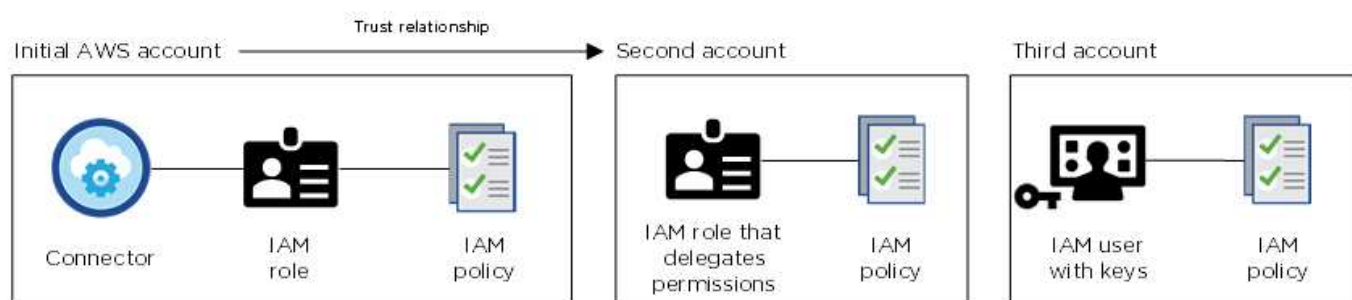 Trust relationship
Initial AWS account
Second account
Third account
Connector
IAM
role
IAM
policy
IAM role that
delegates
permissions
IAM
policy
IAM user
with keys
IAM
policy